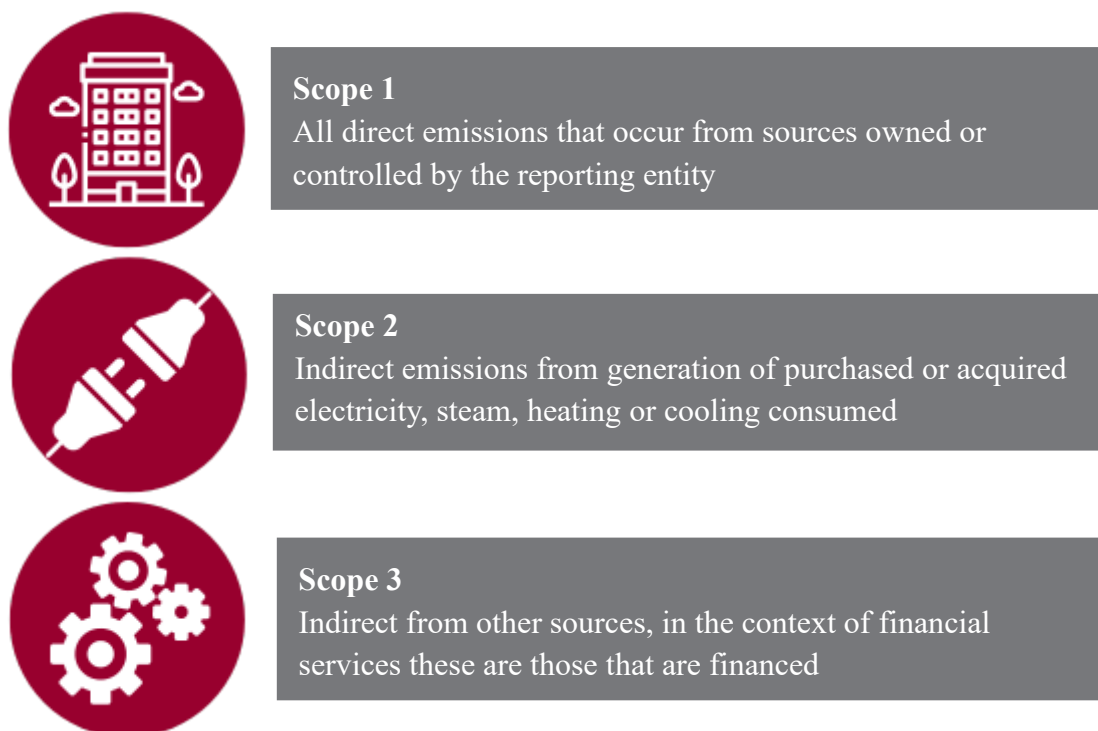 Scope 1
All direct emissions that occur from sources owned or
controlled by the reporting entity
Scope 2
Indirect emissions from generation of purchased or acquired
electricity, steam, heating or cooling consumed
Scope 3
Indirect from other sources, in the context of financial
services these are those that are financed